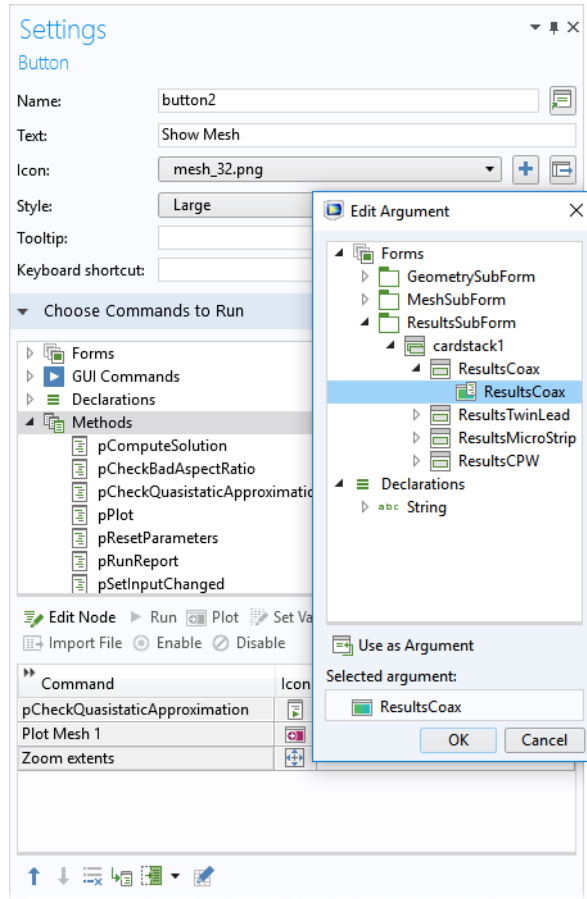 Settings
Button
Name: button2
Text: Show Mesh
Icon: mesh_32.png
Style: Large
Tooltip:
Keyboard shortcut:
Choose Commands to Run
Forms
GUI Commands
Declarations
Methods
pComputeSolution
pCheckBadAspectRatio
pCheckQuasistaticApproximatic
pPlot
pResetParameters
pRunReport
pSetInputChanged
Edit Node Run Plot Set Va
Import File Enable Disable
Command Icon
pCheckQuasistaticApproximation
Plot Mesh 1
Zoom extents
Edit Argument
Forms
GeometrySubForm
MeshSubForm
ResultsSubForm
cardstack1
ResultsCoax
ResultsCoax
ResultsTwinLead
ResultsMicroStrip
ResultsCPW
Declarations
abc String
Use as Argument
Selected argument:
ResultsCoax
OK Cancel